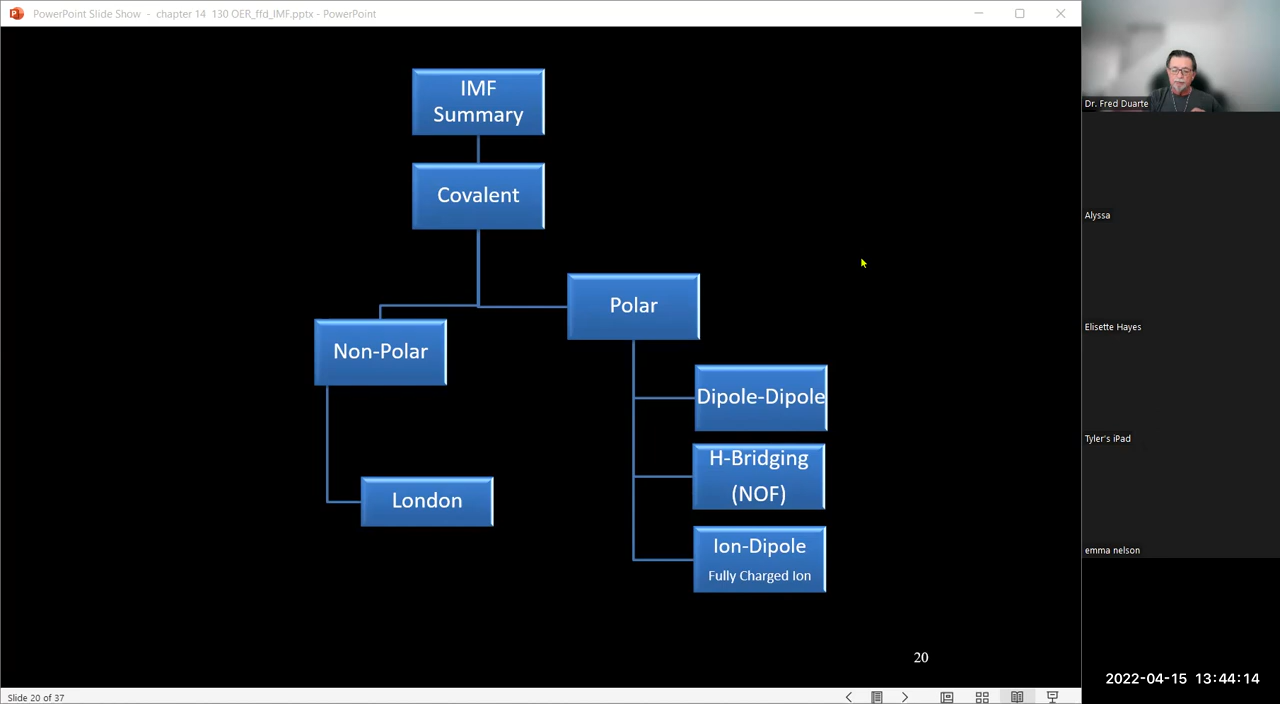 PowerPoint Slide Show - chapter 14 130 OER_ffd_IMF.pptx - PowerPoint
IMF
Summary
Covalent
Polar
Non-Polar
Dipole-Dipole
H-Bridging
(NOF)
London
Ion-Dipole
Fully Charged Ion
20
Slide 20 of 37
Dr. Fred Duarte
Alyssa
Elisette Hayes
Tyler's iPad
emma nelson
2022-04-15 13:44:14